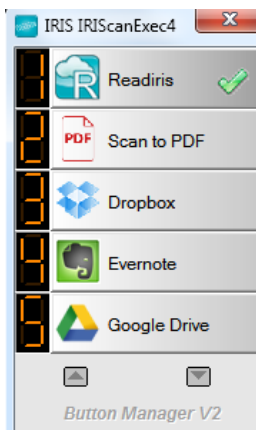 IRIS IRIScanExec4
1 Readiris
2 PDF Scan to PDF
3 Dropbox
4 Evernote
5 Google Drive
Button Manager V2